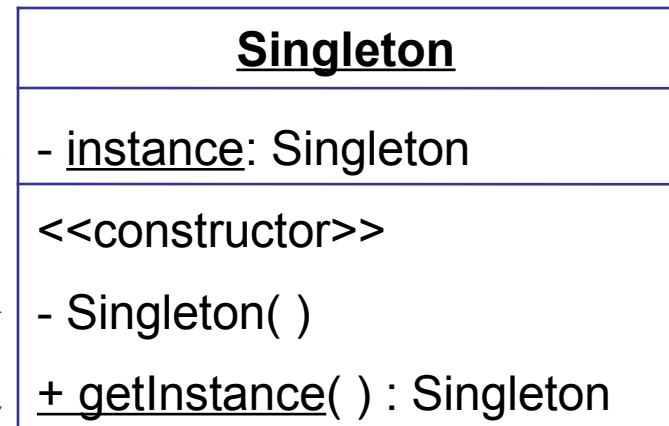 Singleton
- instance: Singleton
<<constructor>>
- Singleton( )
+ getInstance( ) : Singleton